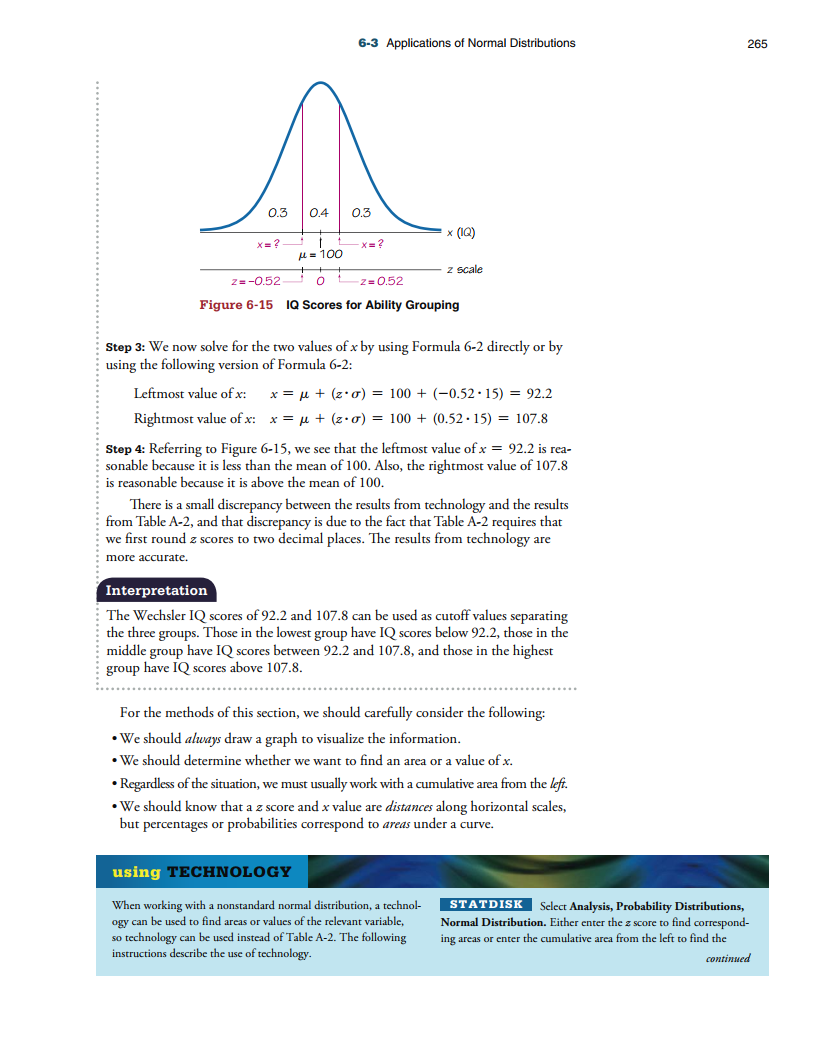 6-3 Applications of Normal Distributions 265
0.3 0.4 0.3
x (IQ)
x = ? x = ?
μ = 100
z scale
z = −0.52 0 z = 0.52
Figure 6-15 IQ Scores for Ability Grouping
Step 3: We now solve for the two values of x by using Formula 6-2 directly or by
using the following version of Formula 6-2:
Leftmost value of x: x = μ + (z · σ) = 100 + (−0.52 · 15) = 92.2
Rightmost value of x: x = μ + (z · σ) = 100 + (0.52 · 15) = 107.8
Step 4: Referring to Figure 6-15, we see that the leftmost value of x = 92.2 is rea-
sonable because it is less than the mean of 100. Also, the rightmost value of 107.8
is reasonable because it is above the mean of 100.
There is a small discrepancy between the results from technology and the results
from Table A-2, and that discrepancy is due to the fact that Table A-2 requires that
we first round z scores to two decimal places. The results from technology are
more accurate.
Interpretation
The Wechsler IQ scores of 92.2 and 107.8 can be used as cutoff values separating
the three groups. Those in the lowest group have IQ scores below 92.2, those in the
middle group have IQ scores between 92.2 and 107.8, and those in the highest
group have IQ scores above 107.8.
For the methods of this section, we should carefully consider the following:
• We should always draw a graph to visualize the information.
• We should determine whether we want to find an area or a value of x.
• Regardless of the situation, we must usually work with a cumulative area from the left.
• We should know that a z score and x value are distances along horizontal scales,
but percentages or probabilities correspond to areas under a curve.
using TECHNOLOGY
When working with a nonstandard normal distribution, a technol-
ogy can be used to find areas or values of the relevant variable,
so technology can be used instead of Table A-2. The following
instructions describe the use of technology.
STATDISK Select Analysis, Probability Distributions,
Normal Distribution. Either enter the z score to find correspond-
ing areas or enter the cumulative area from the left to find the
continued